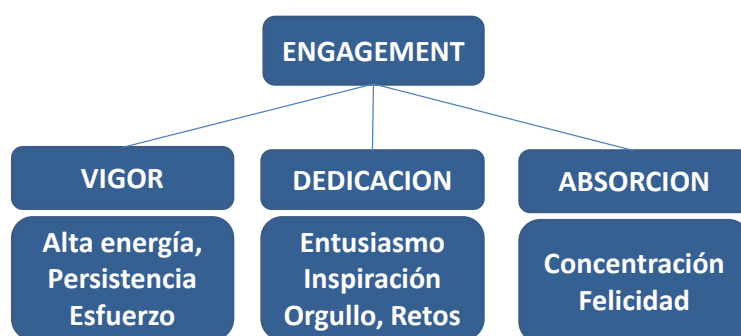 ENGAGEMENT
VIGOR
Alta energía,
Persistencia
Esfuerzo
DEDICACION
Entusiasmo
Inspiración
Orgullo, Retos
ABSORCION
Concentración
Felicidad